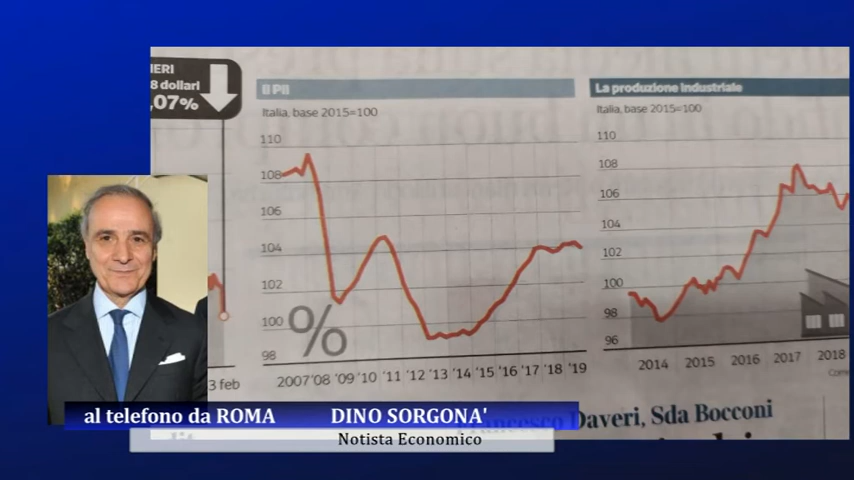 IERI
8 dollari
,07%
3 feb
Il Pil
Italia, base 2015=100
110
108
106
104
102
100
98
%
2007 '08 '09 '10 '11 '12 '13 '14 '15 '16 '17 '18 '19
La produzione industriale
Italia, base 2015=100
110
108
106
104
102
100
98
96
2014 2015 2016 2017 2018
Daveri, Sda Bocconi
al telefono da ROMA DINO SORGONA'
Notista Economico